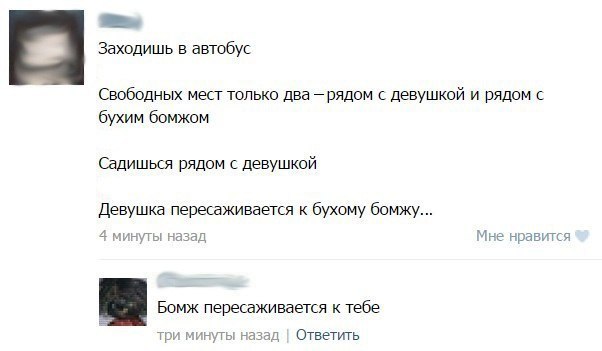 Заходишь в автобус
Свободных мест только два – рядом с девушкой и рядом с
бухим бомжом
Садишься рядом с девушкой
Девушка пересаживается к бухому бомжу...
4 минуты назад Мне нравится
Бомж пересаживается к тебе
три минуты назад | Ответить